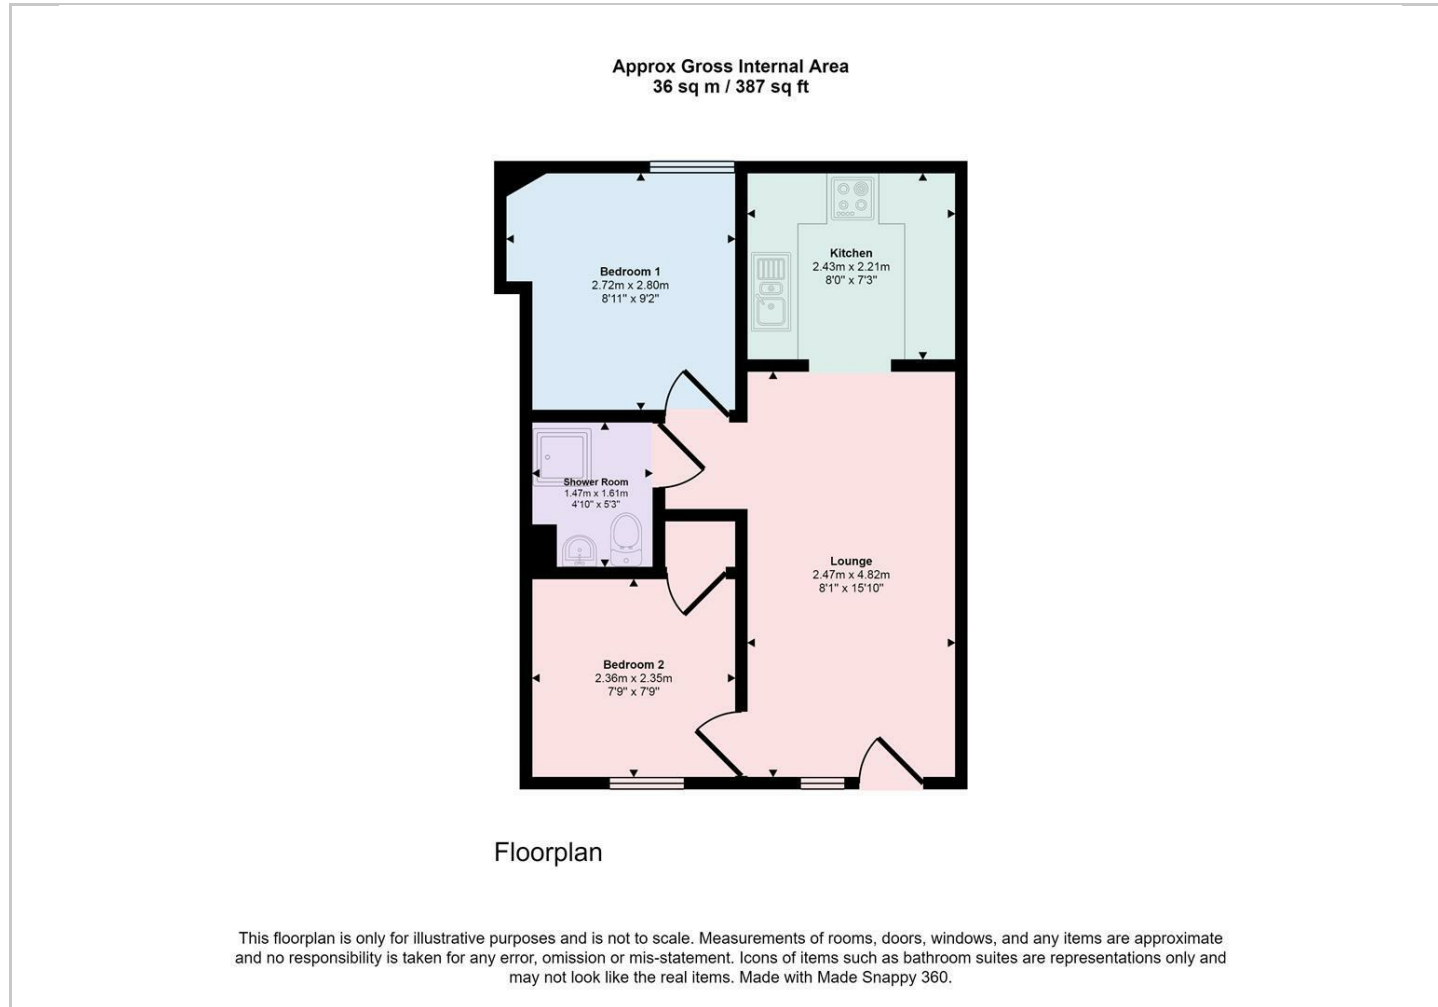 Approx Gross Internal Area
36 sq m / 387 sq ft
Bedroom 1
2.72m x 2.80m
8'11" x 9'2"
Kitchen
2.43m x 2.21m
8'0" x 7'3"
Shower Room
1.47m x 1.61m
4'10" x 5'3"
Lounge
2.47m x 4.82m
8'1" x 15'10"
Bedroom 2
2.36m x 2.35m
7'9" x 7'9"
Floorplan
This floorplan is only for illustrative purposes and is not to scale. Measurements of rooms, doors, windows, and any items are approximate
and no responsibility is taken for any error, omission or mis-statement. Icons of items such as bathroom suites are representations only and
may not look like the real items. Made with Made Snappy 360.